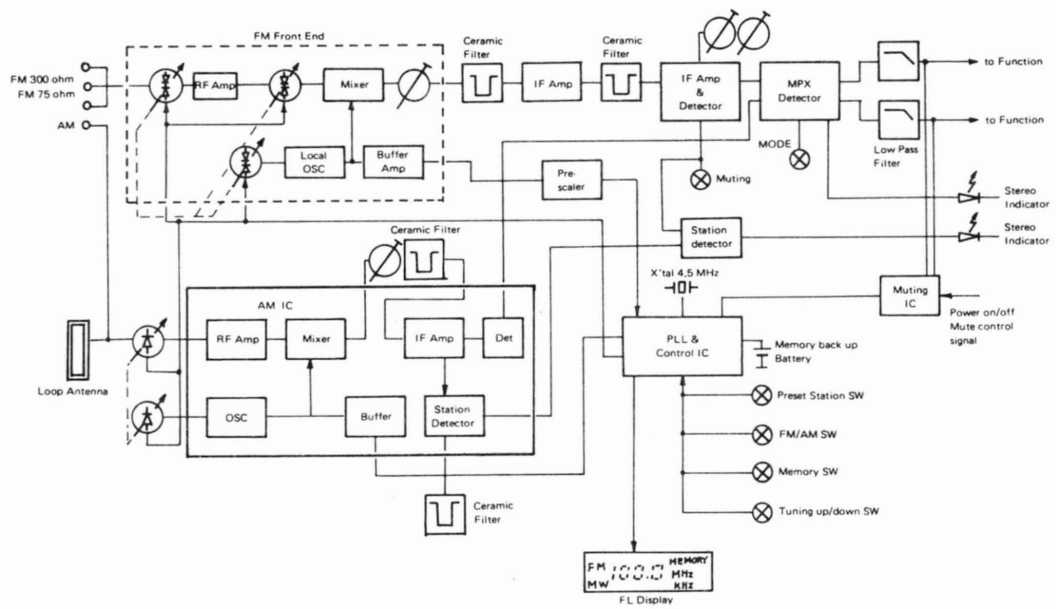 FM Front End
Ceramic
Filter
Ceramic
Filter
FM 300 ohm
FM 75 ohm
AM
RF Amp
Mixer
IF Amp
IF Amp
&
Detector
MPX
Detector
to Function
to Function
Low Pass
Filter
MODE
Local
OSC
Buffer
Amp
Pre-
scaler
Muting
Stereo
Indicator
Station
detector
Stereo
Indicator
Ceramic Filter
X'tal 4,5 MHz
AM IC
RF Amp
Mixer
IF Amp
Det
PLL &
Control IC
Muting
IC
Power on/off
Mute control
signal
Memory back up
Battery
Loop Antenna
OSC
Buffer
Station
Detector
Preset Station SW
FM/AM SW
Memory SW
Tuning up/down SW
Ceramic
Filter
FM 100.0 MEMORY
MHz
MW KHz
FL Display